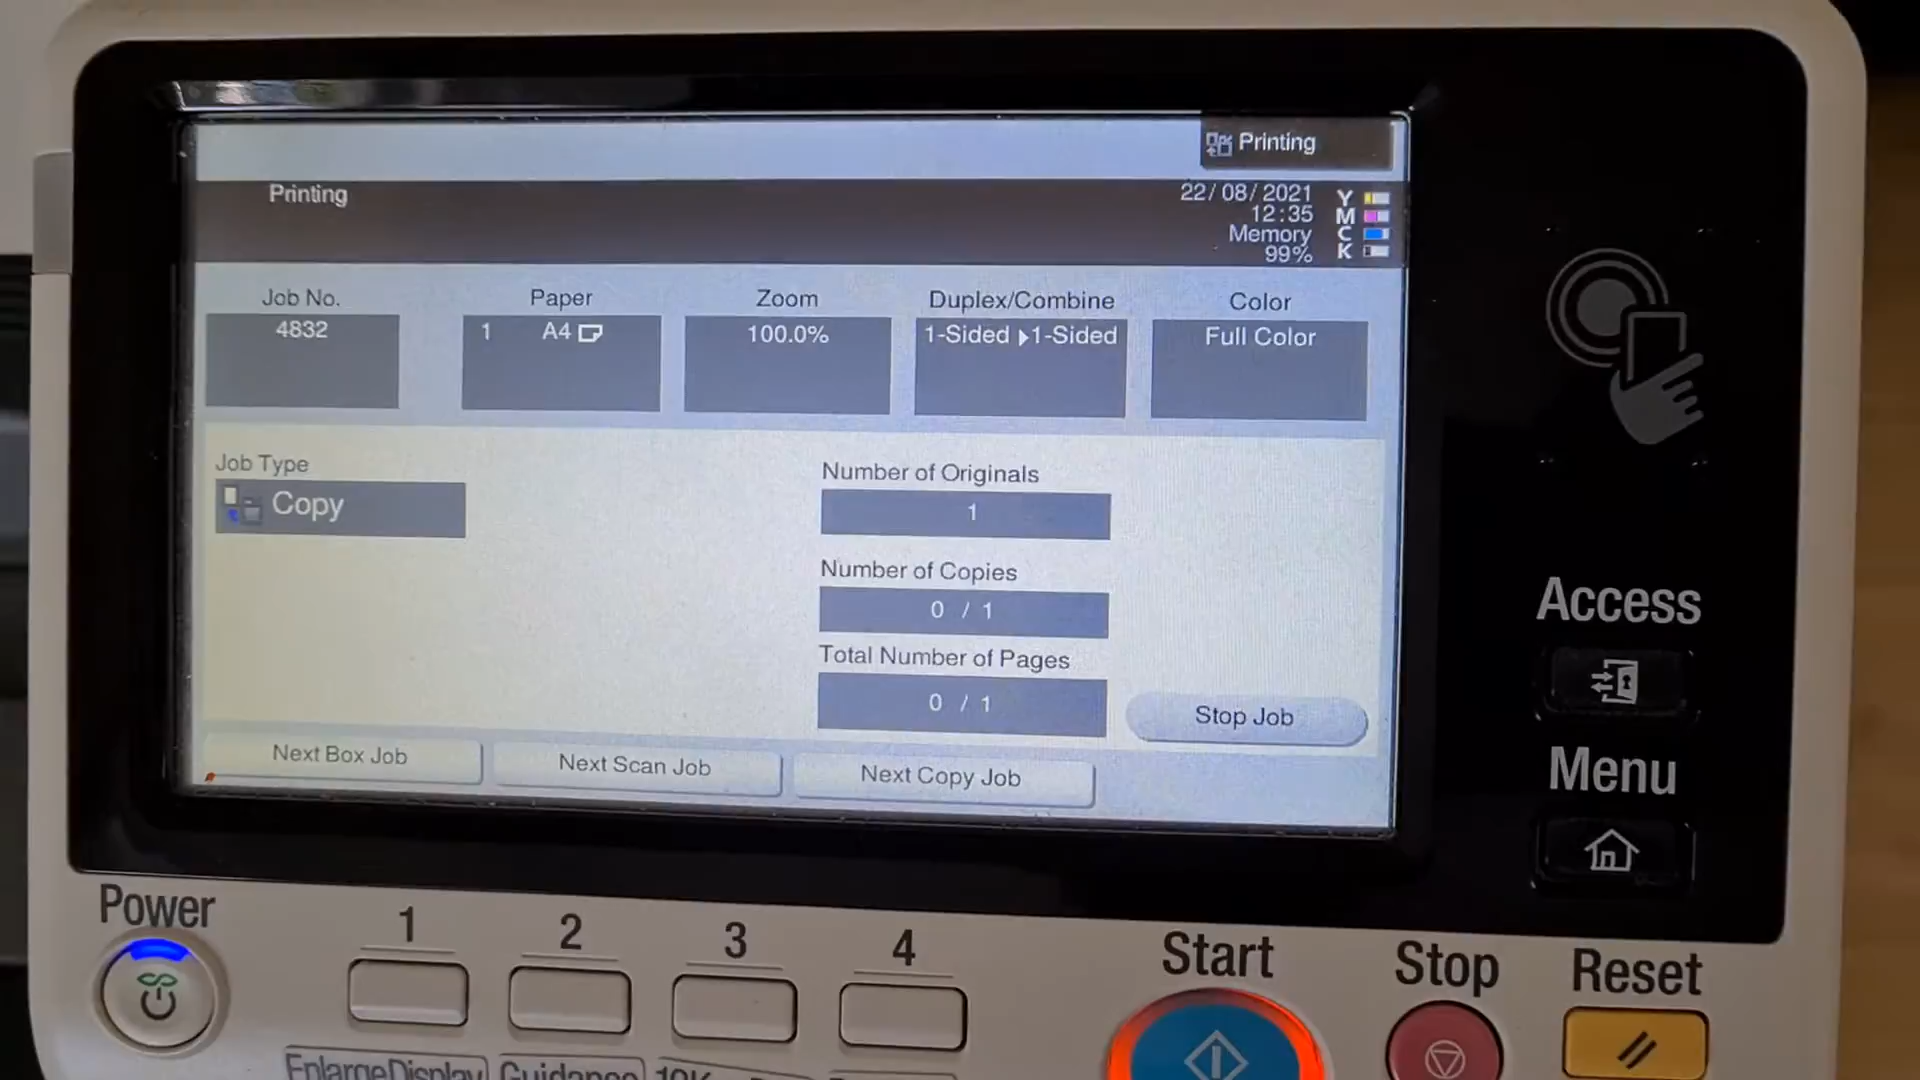 Printing
Printing
22/08/2021
12:35
Memory
99%
Y
M
C
K
Job No.
Paper
Zoom
Duplex/Combine
Color
4832
1 A4
100.0%
1-Sided ▸1-Sided
Full Color
Job Type
Copy
Number of Originals
1
Number of Copies
0 / 1
Total Number of Pages
0 / 1
Stop Job
Next Box Job
Next Scan Job
Next Copy Job
Access
Menu
Power
1
2
3
4
Start
Stop
Reset
EnlargeDisplay
Guidance